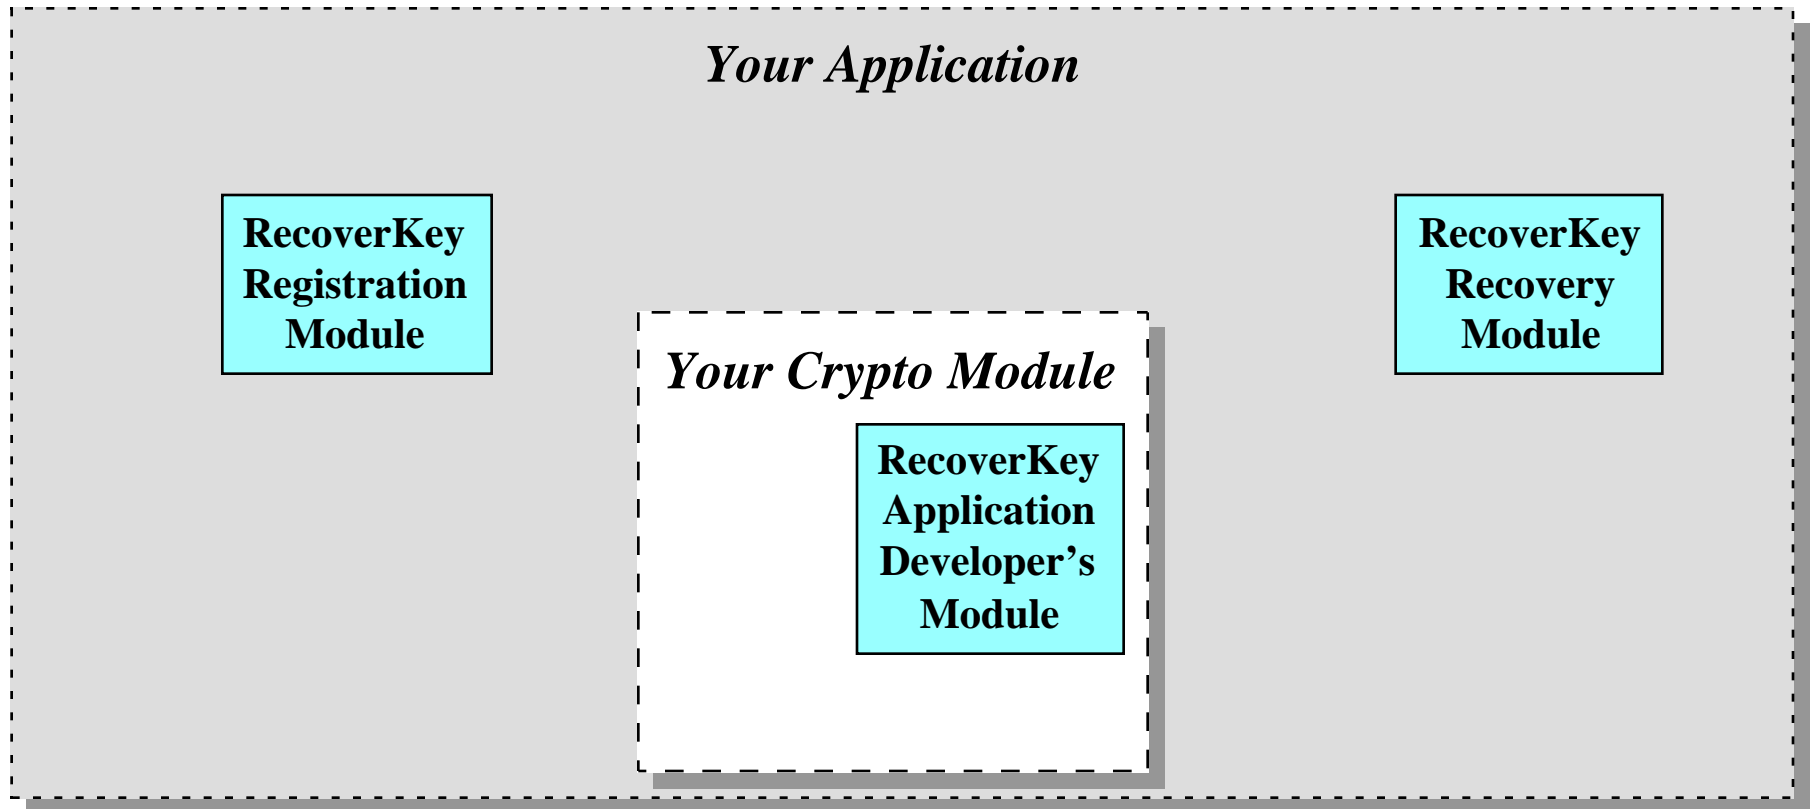 Your Application
RecoverKey
Registration
Module
RecoverKey
Recovery
Module
Your Crypto Module
RecoverKey
Application
Developer’s
Module